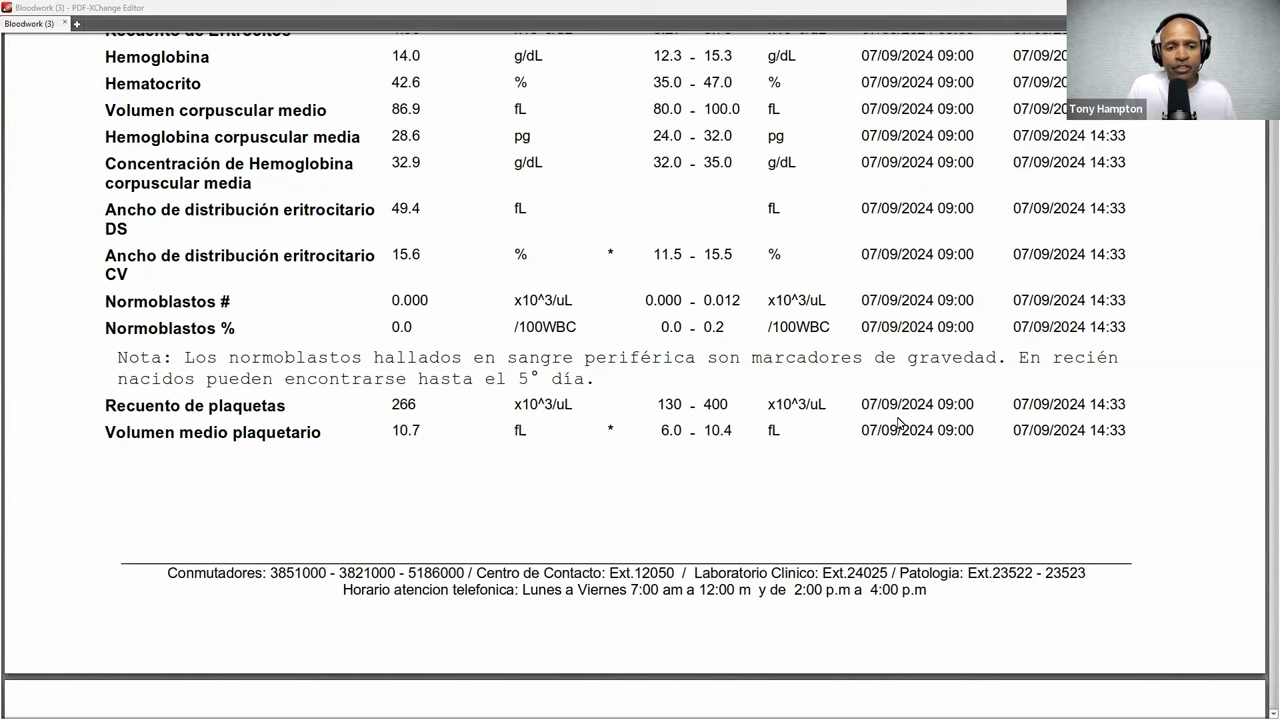 Bloodwork (3) - PDF-XChange Editor
Bloodwork (3) ×
Tony Hampton
Recuento de Eritrocitos
Hemoglobina 14.0 g/dL 12.3 - 15.3 g/dL 07/09/2024 09:00 07/09/20
Hematocrito 42.6 % 35.0 - 47.0 % 07/09/2024 09:00 07/09/20
Volumen corpuscular medio 86.9 fL 80.0 - 100.0 fL 07/09/2024 09:00 07/09/20
Hemoglobina corpuscular media 28.6 pg 24.0 - 32.0 pg 07/09/2024 09:00 07/09/2024 14:33
Concentración de Hemoglobina 32.9 g/dL 32.0 - 35.0 g/dL 07/09/2024 09:00 07/09/2024 14:33
corpuscular media
Ancho de distribución eritrocitario 49.4 fL fL 07/09/2024 09:00 07/09/2024 14:33
DS
Ancho de distribución eritrocitario 15.6 % * 11.5 - 15.5 % 07/09/2024 09:00 07/09/2024 14:33
CV
Normoblastos # 0.000 x10^3/uL 0.000 - 0.012 x10^3/uL 07/09/2024 09:00 07/09/2024 14:33
Normoblastos % 0.0 /100WBC 0.0 - 0.2 /100WBC 07/09/2024 09:00 07/09/2024 14:33
Nota: Los normoblastos hallados en sangre periférica son marcadores de gravedad. En recién
nacidos pueden encontrarse hasta el 5° día.
Recuento de plaquetas 266 x10^3/uL 130 - 400 x10^3/uL 07/09/2024 09:00 07/09/2024 14:33
Volumen medio plaquetario 10.7 fL * 6.0 - 10.4 fL 07/09/2024 09:00 07/09/2024 14:33
Conmutadores: 3851000 - 3821000 - 5186000 / Centro de Contacto: Ext.12050 / Laboratorio Clinico: Ext.24025 / Patologia: Ext.23522 - 23523
Horario atencion telefonica: Lunes a Viernes 7:00 am a 12:00 m y de 2:00 p.m a 4:00 p.m